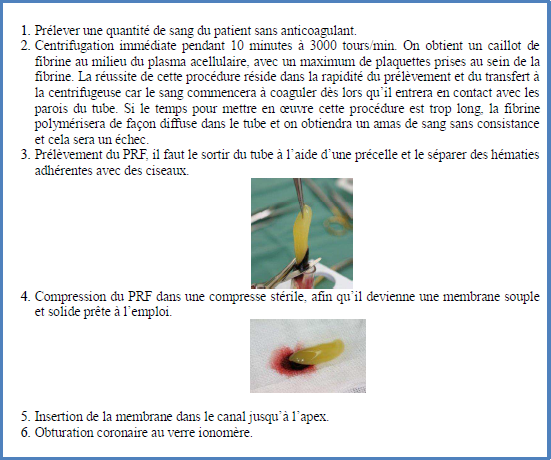 1. Prélever une quantité de sang du patient sans anticoagulant.
2. Centrifugation immédiate pendant 10 minutes à 3000 tours/min. On obtient un caillot de
fibrine au milieu du plasma acellulaire, avec un maximum de plaquettes prises au sein de la
fibrine. La réussite de cette procédure réside dans la rapidité du prélèvement et du transfert à
la centrifugeuse car le sang commencera à coaguler dès lors qu'il entrera en contact avec les
parois du tube. Si le temps pour mettre en œuvre cette procédure est trop long, la fibrine
polymérisera de façon diffuse dans le tube et on obtiendra un amas de sang sans consistance
et cela sera un échec.
3. Prélèvement du PRF, il faut le sortir du tube à l'aide d'une précelle et le séparer des hématies
adhérentes avec des ciseaux.
4. Compression du PRF dans une compresse stérile, afin qu'il devienne une membrane souple
et solide prête à l'emploi.
5. Insertion de la membrane dans le canal jusqu'à l'apex.
6. Obturation coronaire au verre ionomère.